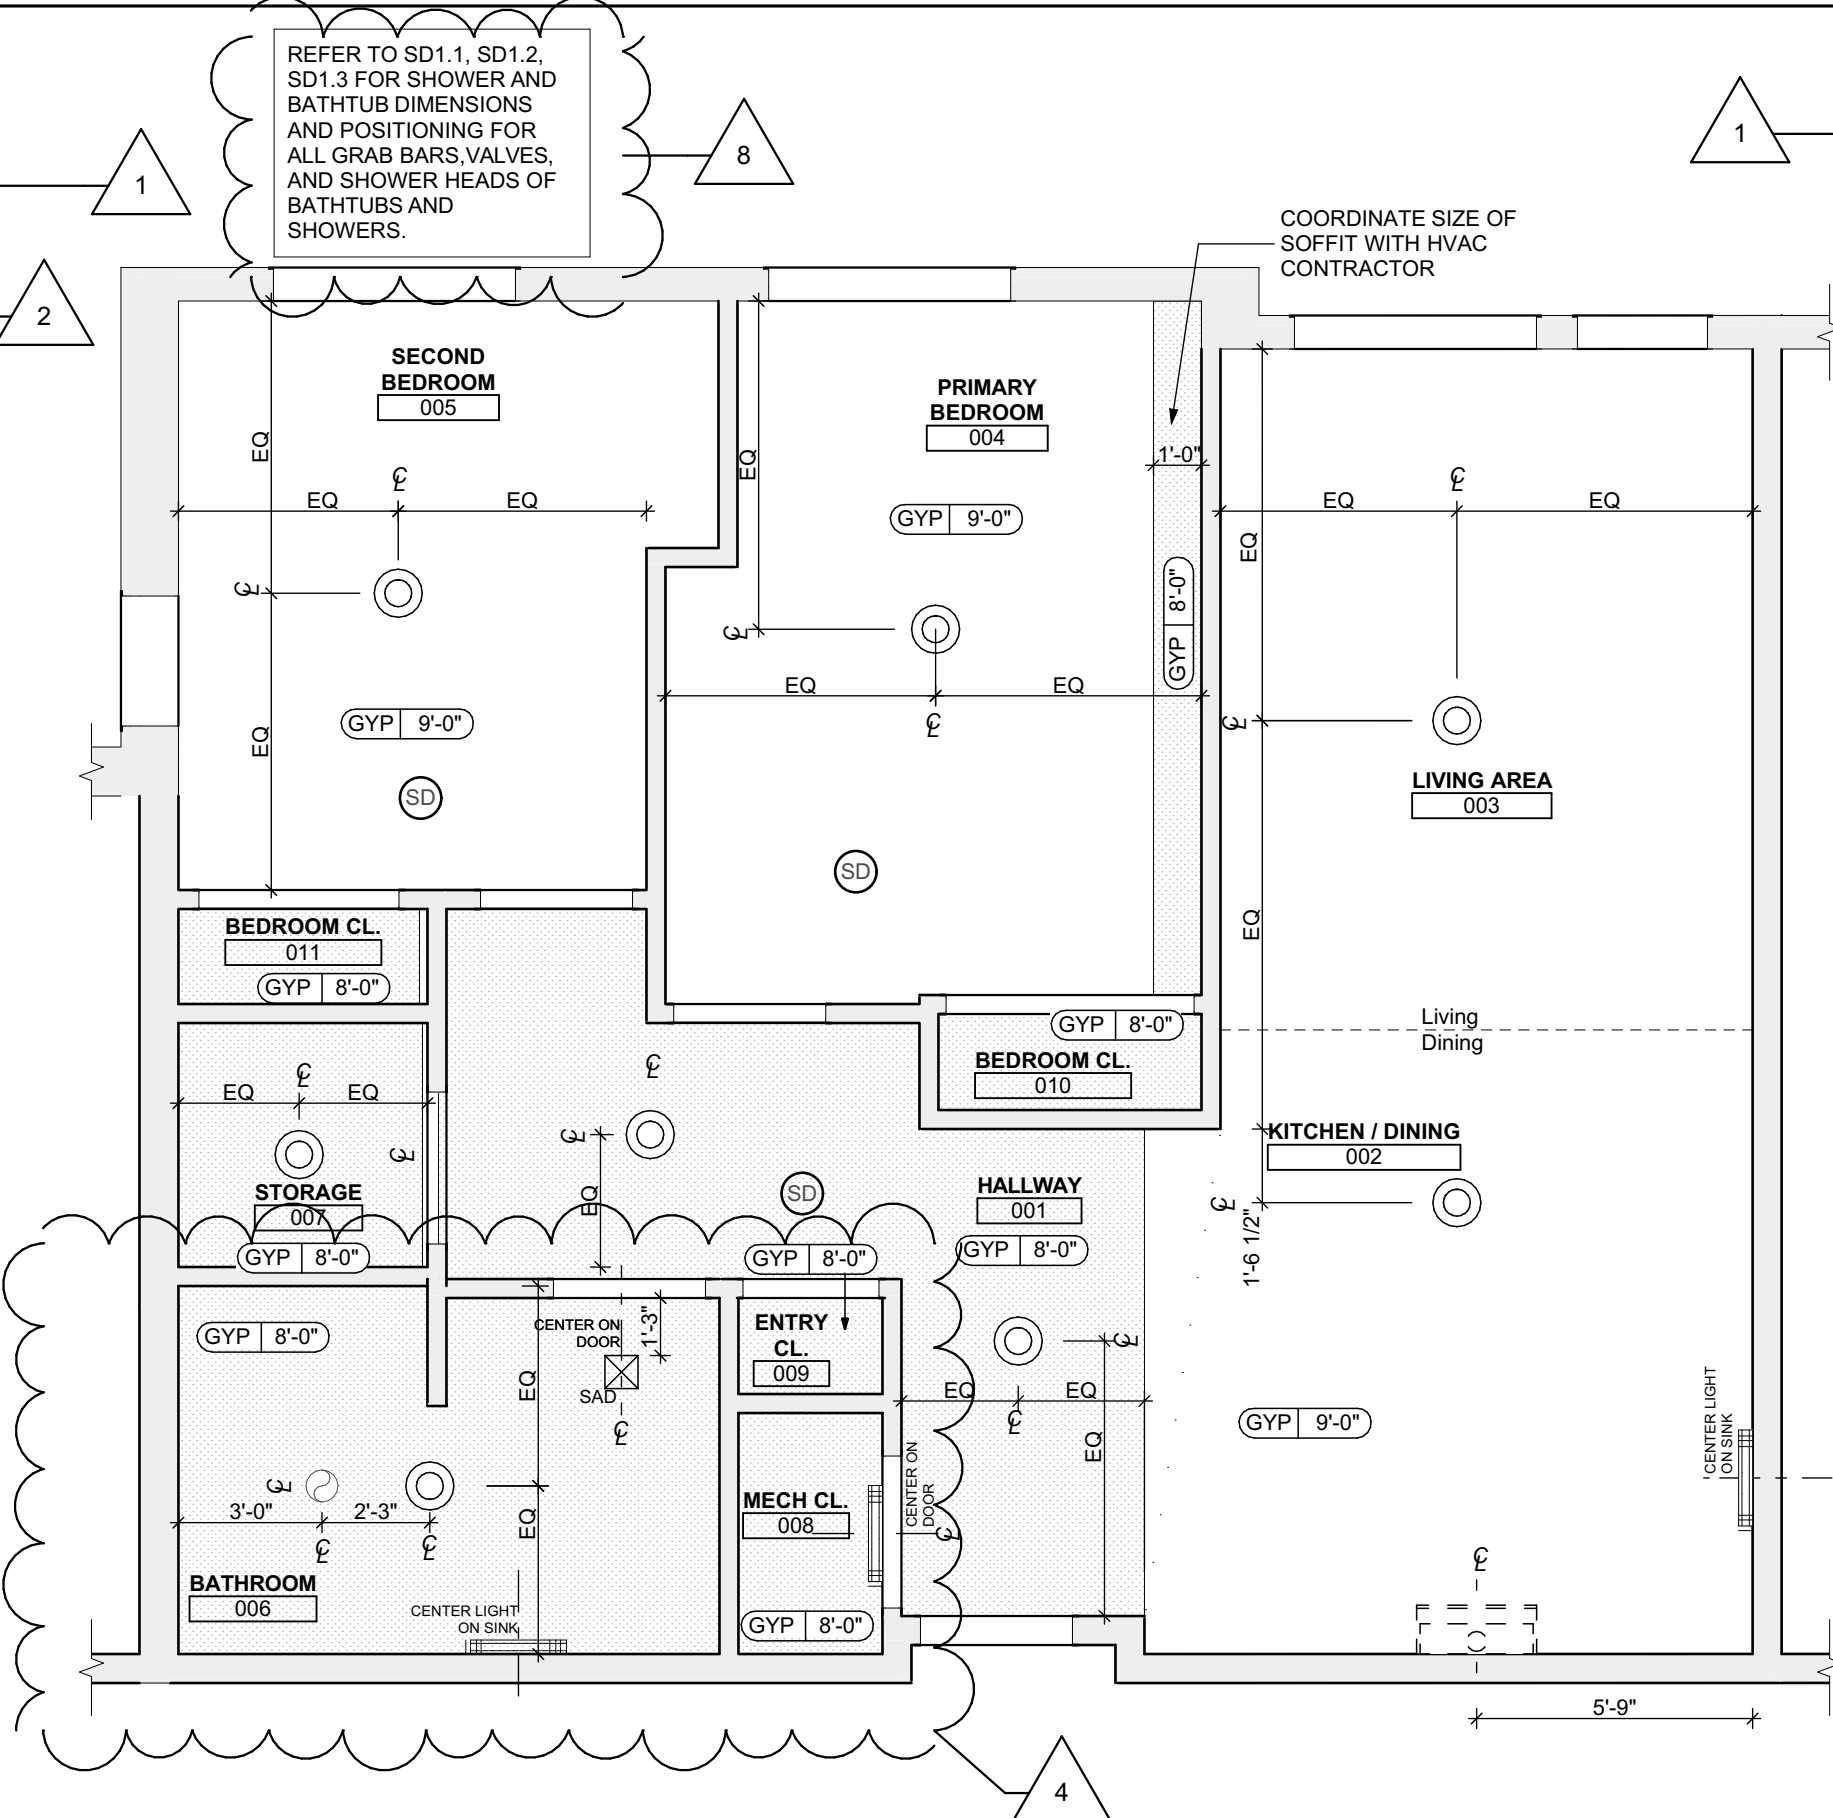 REFER TO SD1.1, SD1.2,
SD1.3 FOR SHOWER AND
BATHTUB DIMENSIONS
AND POSITIONING FOR
ALL GRAB BARS,VALVES,
AND SHOWER HEADS OF
BATHTUBS AND
SHOWERS.
1
8
1
2
COORDINATE SIZE OF
SOFFIT WITH HVAC
CONTRACTOR
SECOND
BEDROOM
005
EQ
EQ
EQ
EQ
GYP 9'-0"
SD
PRIMARY
BEDROOM
004
EQ
GYP 9'-0"
1'-0"
GYP 8'-0"
EQ
EQ
SD
EQ
EQ
EQ
EQ
LIVING AREA
003
Living
Dining
BEDROOM CL.
011
GYP 8'-0"
GYP 8'-0"
BEDROOM CL.
010
KITCHEN / DINING
002
1'-6 1/2"
GYP 9'-0"
EQ
EQ
STORAGE
007
GYP 8'-0"
EQ
SD
HALLWAY
001
GYP 8'-0"
GYP 8'-0"
ENTRY
CL.
009
EQ
EQ
EQ
GYP 8'-0"
CENTER ON
DOOR
1'-3"
SAD
EQ
EQ
3'-0"
2'-3"
BATHROOM
006
CENTER LIGHT
ON SINK
MECH CL.
008
CENTER ON
DOOR
GYP 8'-0"
CENTER LIGHT
ON SINK
5'-9"
4